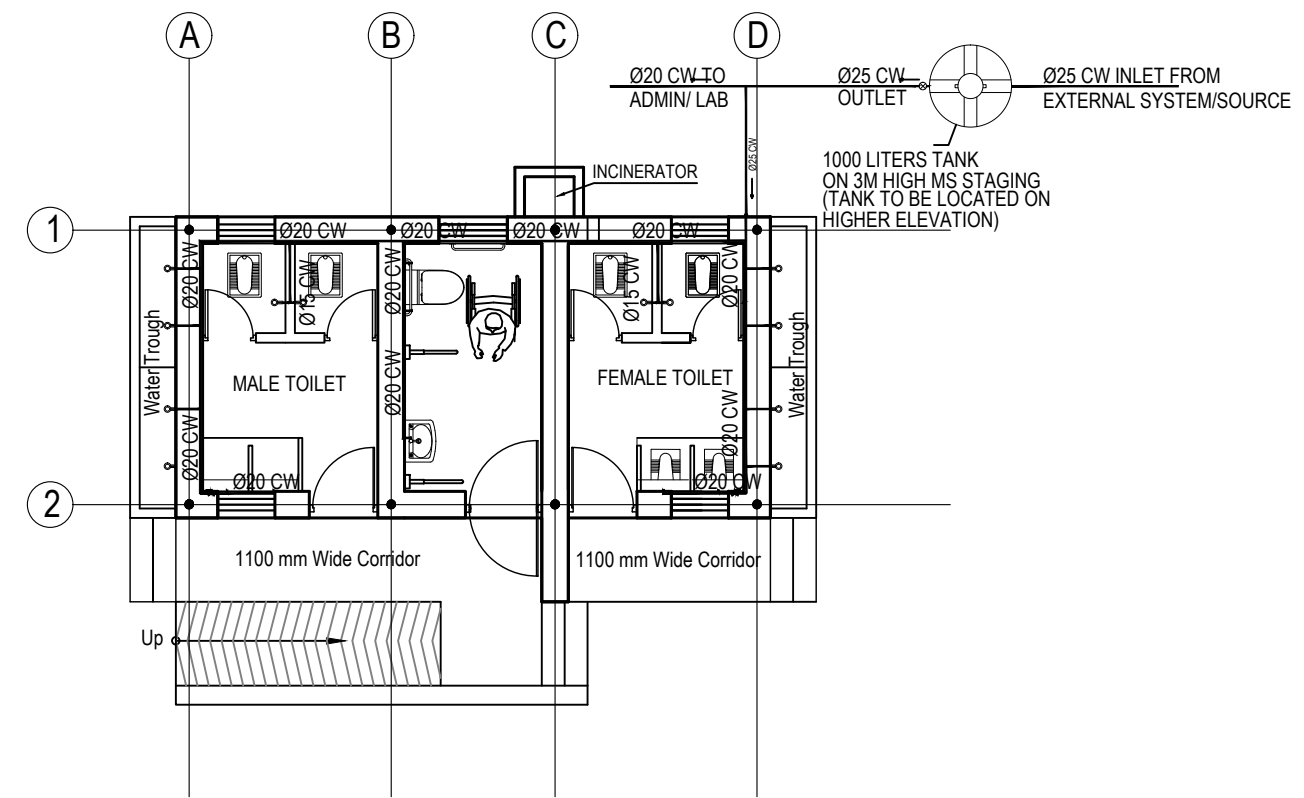 A
B
C
D
Ø20 CW TO
ADMIN/ LAB
Ø25 CW
OUTLET
Ø25 CW INLET FROM
EXTERNAL SYSTEM/SOURCE
Ø25 CW
1000 LITERS TANK
ON 3M HIGH MS STAGING
(TANK TO BE LOCATED ON
HIGHER ELEVATION)
INCINERATOR
1
Ø20 CW
Ø20 CW
Ø20 CW
Ø20 CW
Ø20 CW
Ø15 CW
Ø20 CW
Ø15 CW
Ø20 CW
Water Trough
MALE TOILET
Ø20 CW
FEMALE TOILET
Water Trough
Ø20 CW
Ø20 CW
Ø20 CW
Ø20 CW
2
1100 mm Wide Corridor
1100 mm Wide Corridor
Up